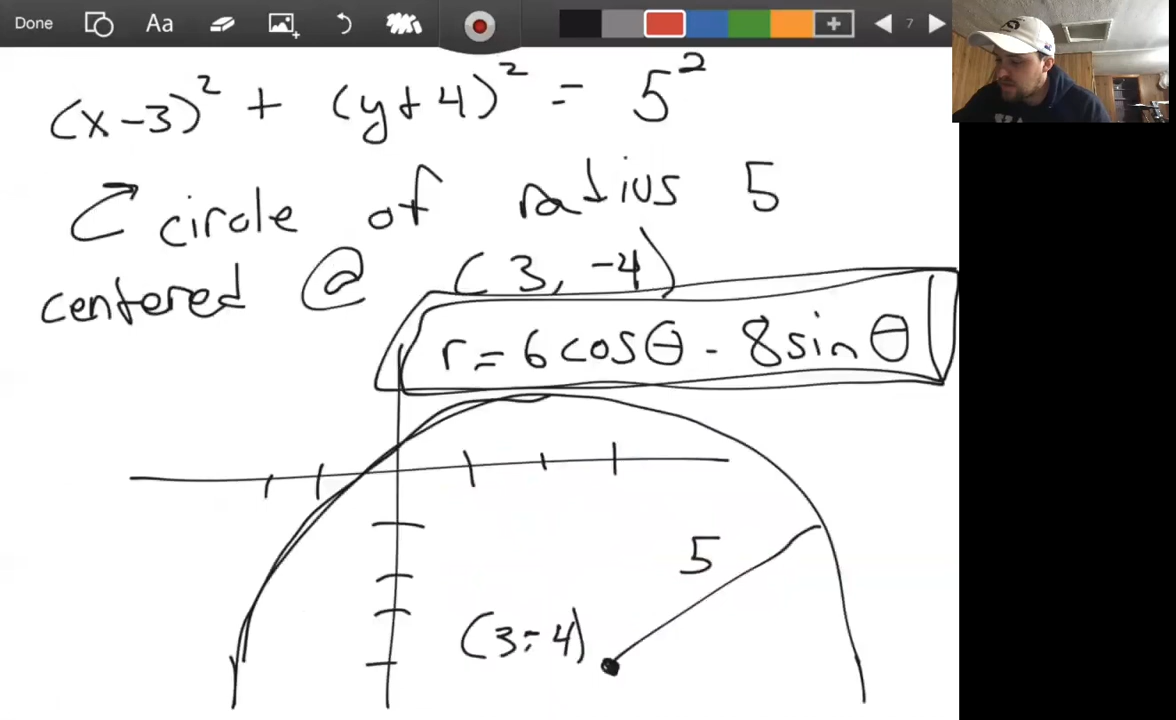 Done Aa 7
(x-3)² + (y+4)² = 5²
circle of radius 5
centered @ (3, -4)
r = 6cosθ - 8sinθ
5
(3,-4)